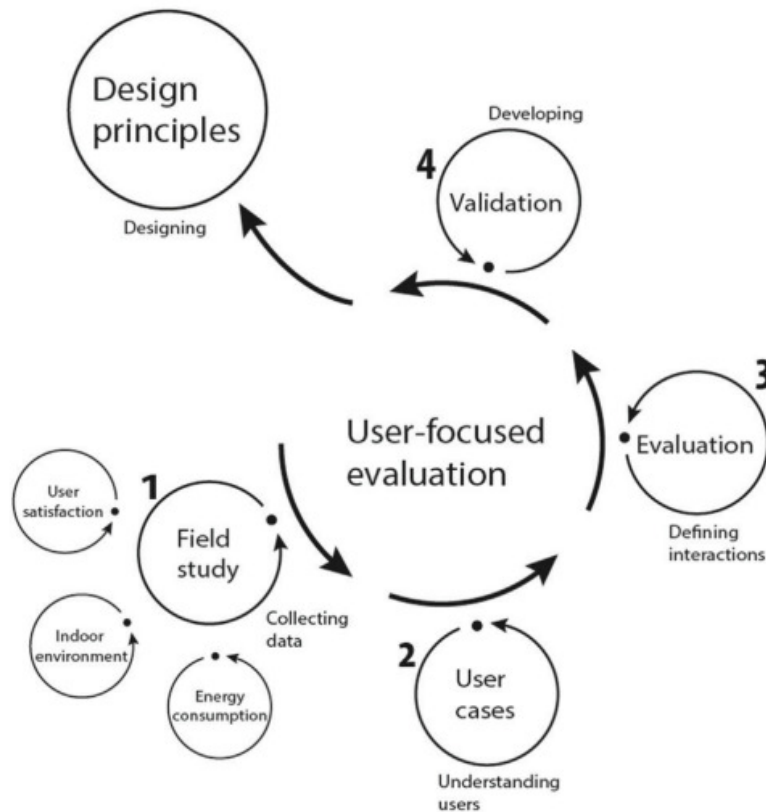 Design
principles
Designing
Developing
4
Validation
3
Evaluation
Defining
interactions
User-focused
evaluation
1
Field
study
Collecting
data
User
satisfaction
Indoor
environment
Energy
consumption
2
User
cases
Understanding
users